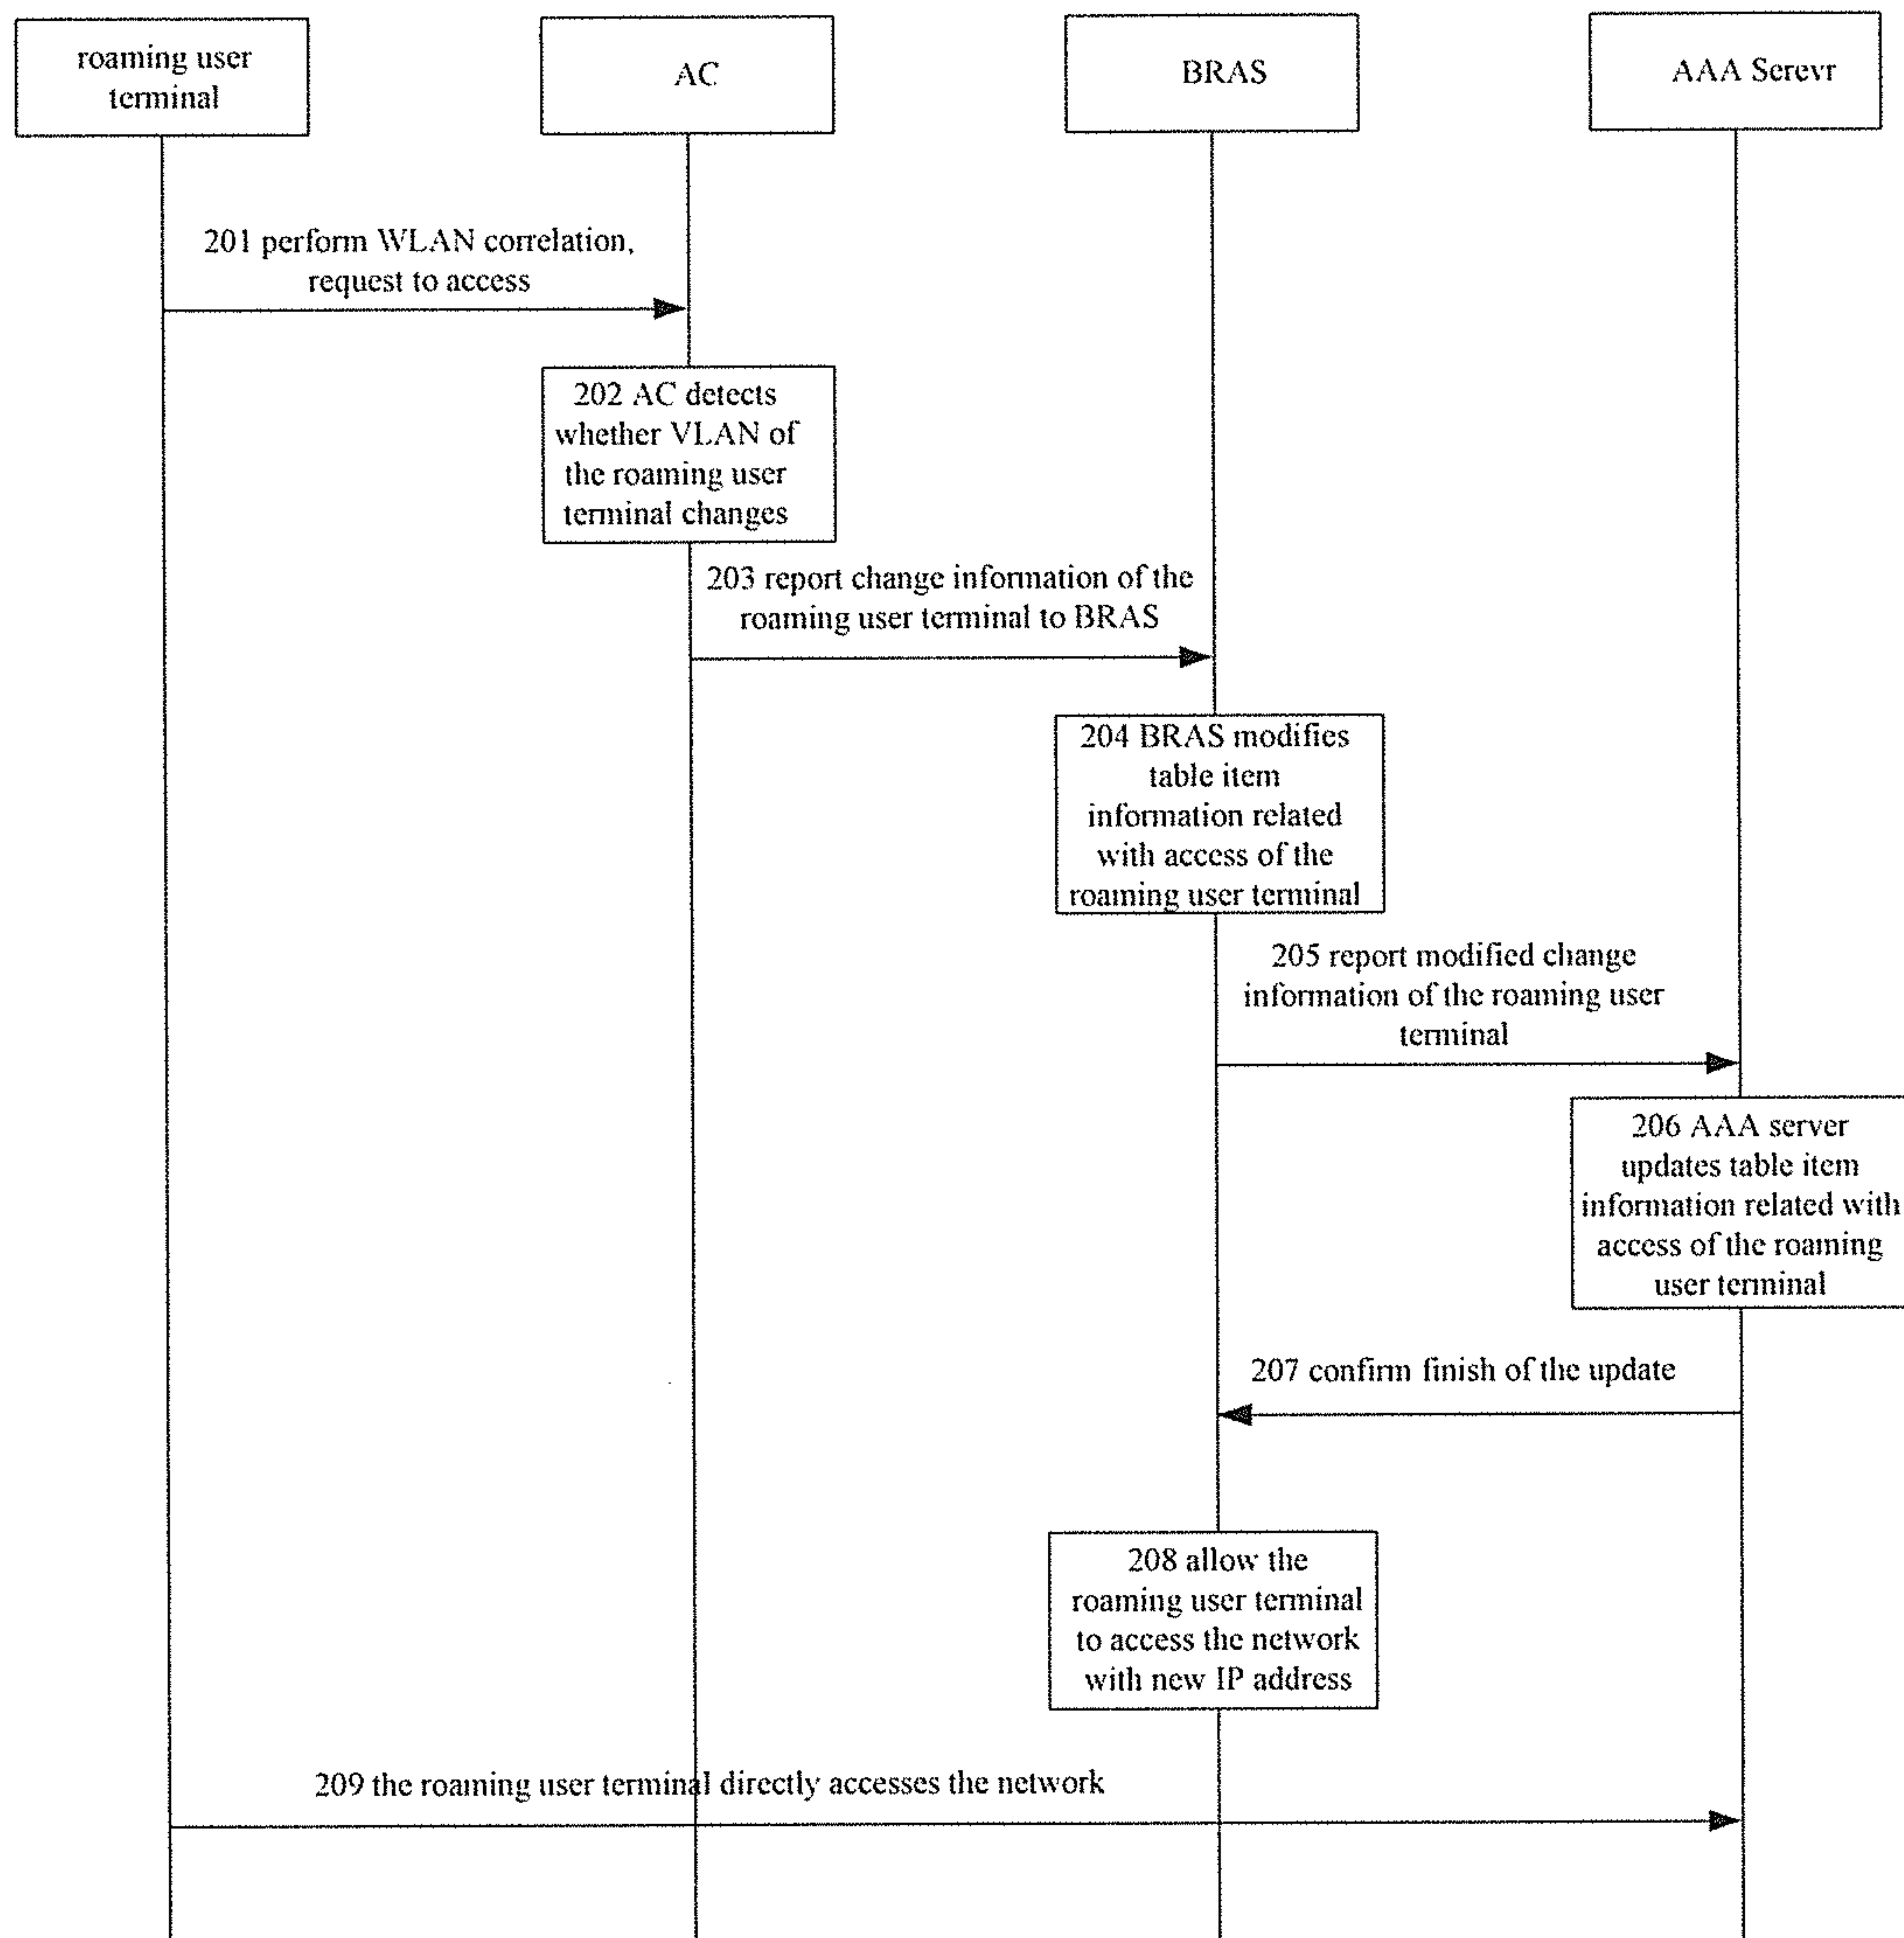 roaming user
terminal
AC
BRAS
AAA Serevr
201 perform WLAN correlation,
request to access
202 AC detects
whether VLAN of
the roaming user
terminal changes
203 report change information of the
roaming user terminal to BRAS
204 BRAS modifies
table item
information related
with access of the
roaming user terminal
205 report modified change
information of the roaming user
terminal
206 AAA server
updates table item
information related with
access of the roaming
user terminal
207 confirm finish of the update
208 allow the
roaming user terminal
to access the network
with new IP address
209 the roaming user terminal directly accesses the network